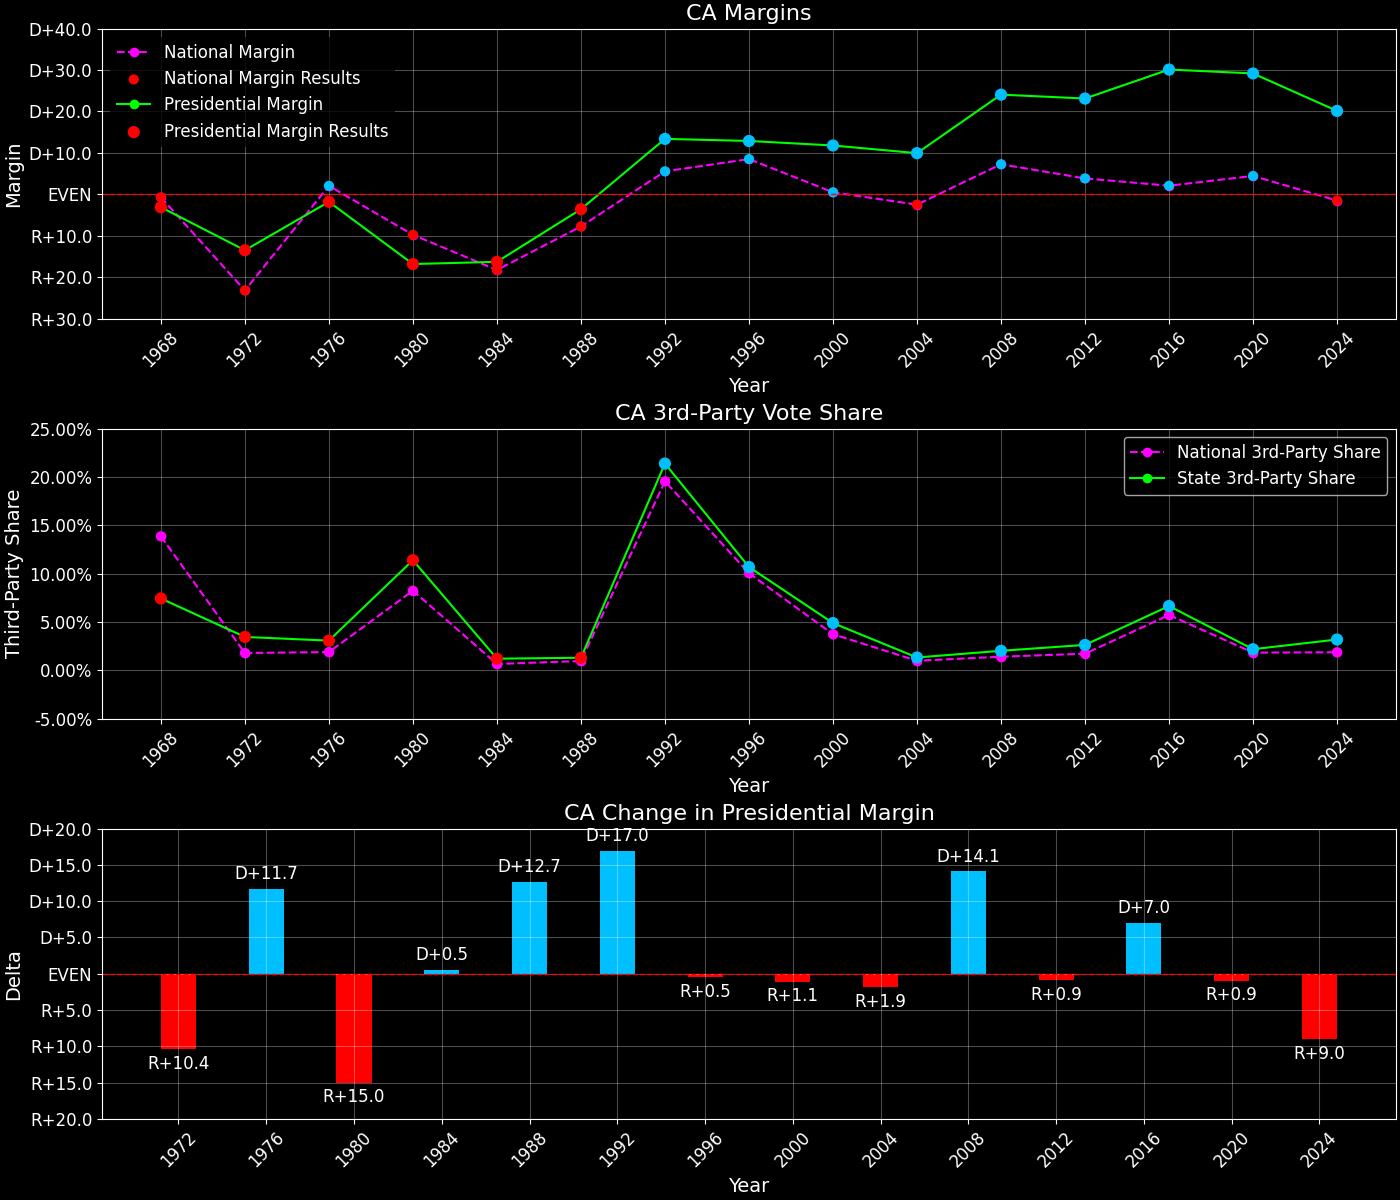 CA Margins
D+40.0
D+30.0
D+20.0
D+10.0
EVEN
R+10.0
R+20.0
R+30.0
Margin
National Margin
National Margin Results
Presidential Margin
Presidential Margin Results
1968 1972 1976 1980 1984 1988 1992 1996 2000 2004 2008 2012 2016 2020 2024
Year
CA 3rd-Party Vote Share
25.00%
20.00%
15.00%
10.00%
5.00%
0.00%
-5.00%
Third-Party Share
National 3rd-Party Share
State 3rd-Party Share
1968 1972 1976 1980 1984 1988 1992 1996 2000 2004 2008 2012 2016 2020 2024
Year
CA Change in Presidential Margin
D+20.0
D+15.0
D+10.0
D+5.0
EVEN
R+5.0
R+10.0
R+15.0
R+20.0
Delta
R+10.4
D+11.7
R+15.0
D+0.5
D+12.7
D+17.0
R+0.5
R+1.1
R+1.9
D+14.1
R+0.9
D+7.0
R+0.9
R+9.0
1972 1976 1980 1984 1988 1992 1996 2000 2004 2008 2012 2016 2020 2024
Year